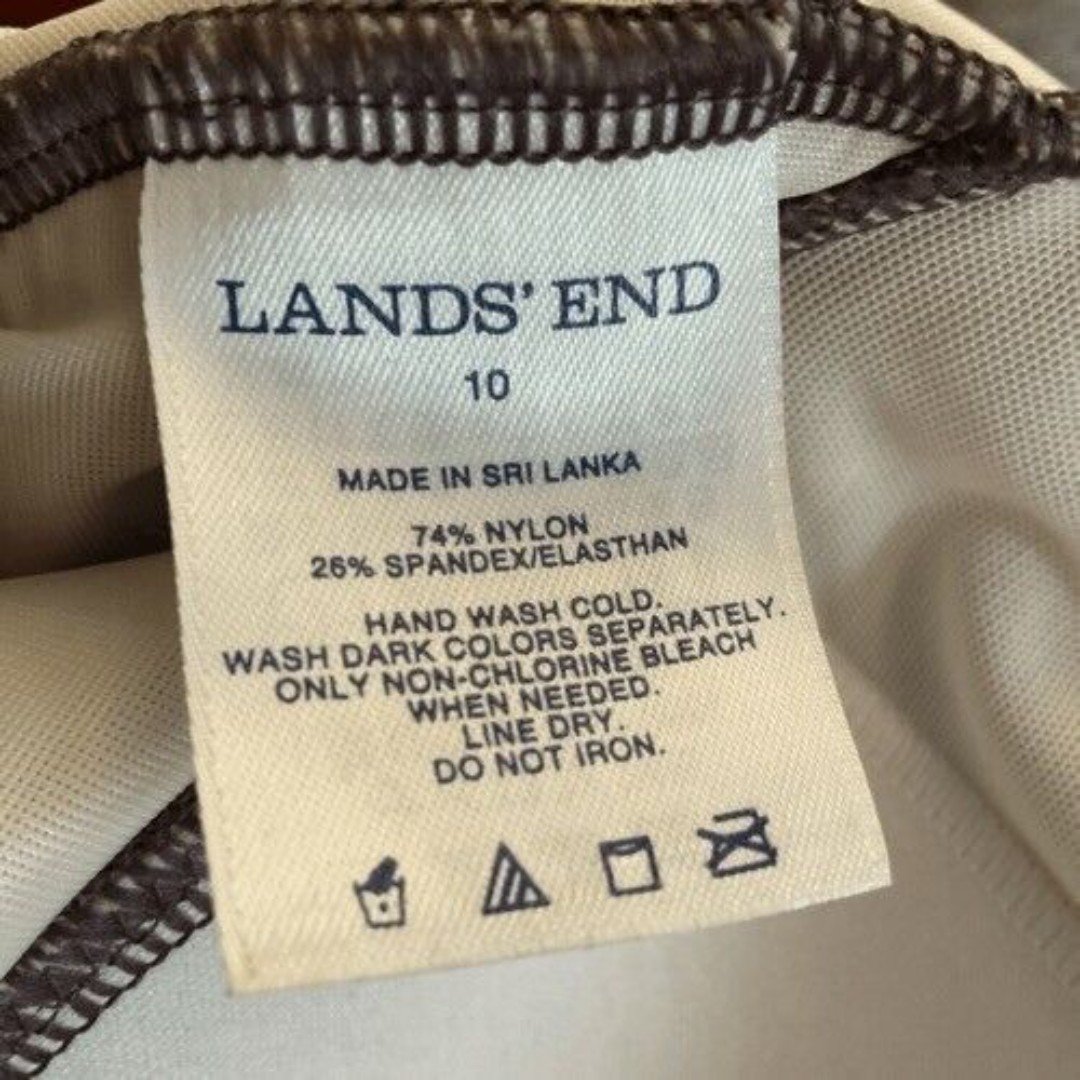 LANDS' END
10
MADE IN SRI LANKA
74% NYLON
26% SPANDEX/ELASTHAN
HAND WASH COLD.
WASH DARK COLORS SEPARATELY.
ONLY NON-CHLORINE BLEACH
WHEN NEEDED.
LINE DRY.
DO NOT IRON.